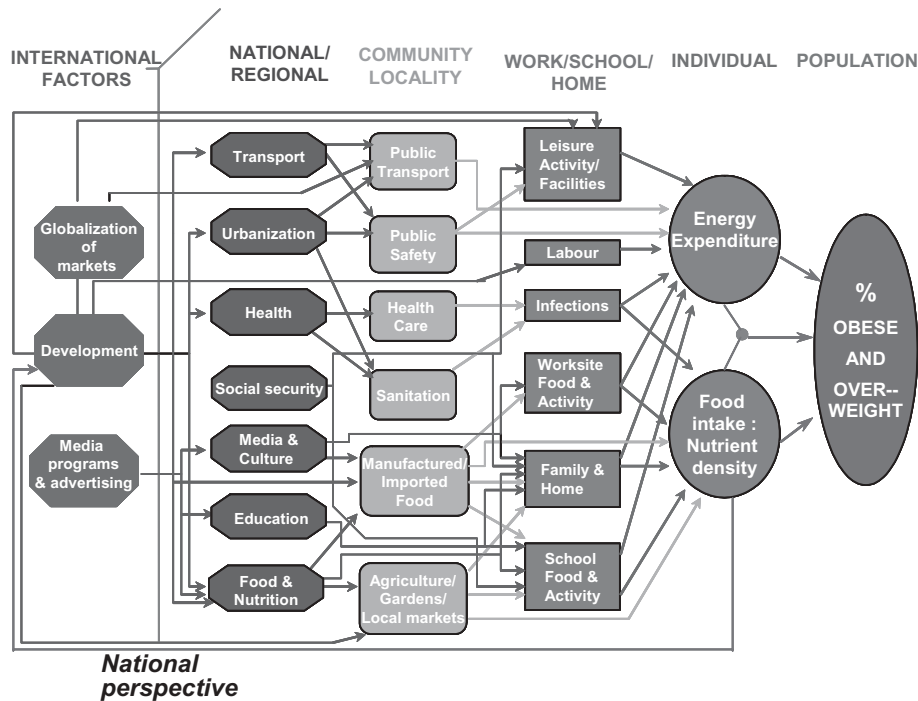 INTERNATIONAL
FACTORS
NATIONAL/
REGIONAL
COMMUNITY
LOCALITY
WORK/SCHOOL/
HOME
INDIVIDUAL
POPULATION
Globalization
of
markets
Development
Media
programs
& advertising
Transport
Urbanization
Health
Social security
Media &
Culture
Education
Food &
Nutrition
Public
Transport
Public
Safety
Health
Care
Sanitation
Manufactured/
Imported
Food
Agriculture/
Gardens/
Local markets
Leisure
Activity/
Facilities
Labour
Infections
Worksite
Food &
Activity
Family &
Home
School
Food &
Activity
Energy
Expenditure
Food
intake :
Nutrient
density
%
OBESE
AND
OVER--
WEIGHT
National
perspective